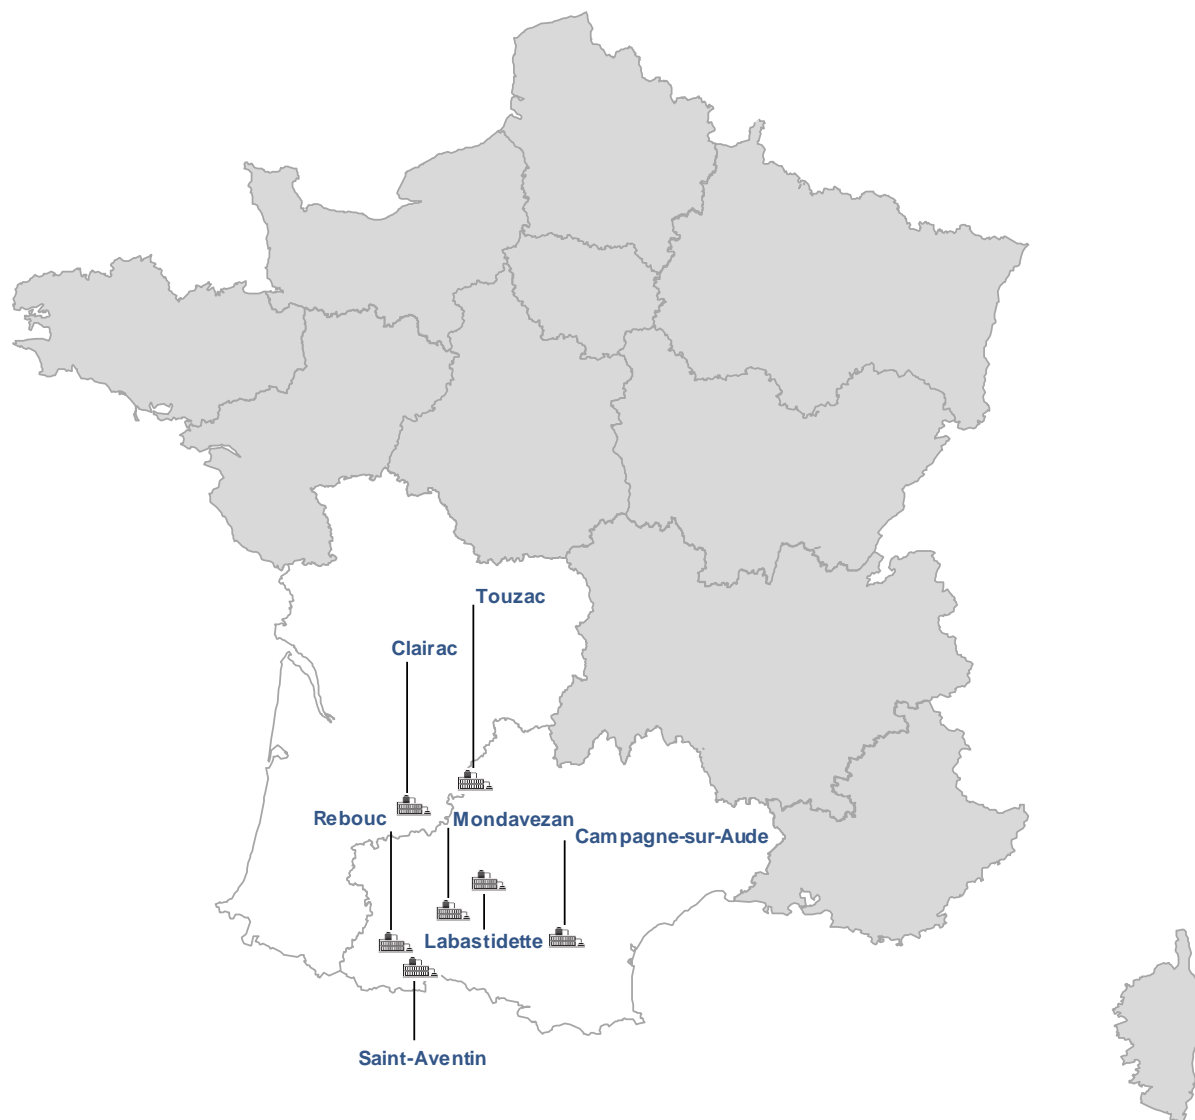 Touzac
Clairac
Rebouc
Mondavezan
Campagne-sur-Aude
Labastidette
Saint-Aventin